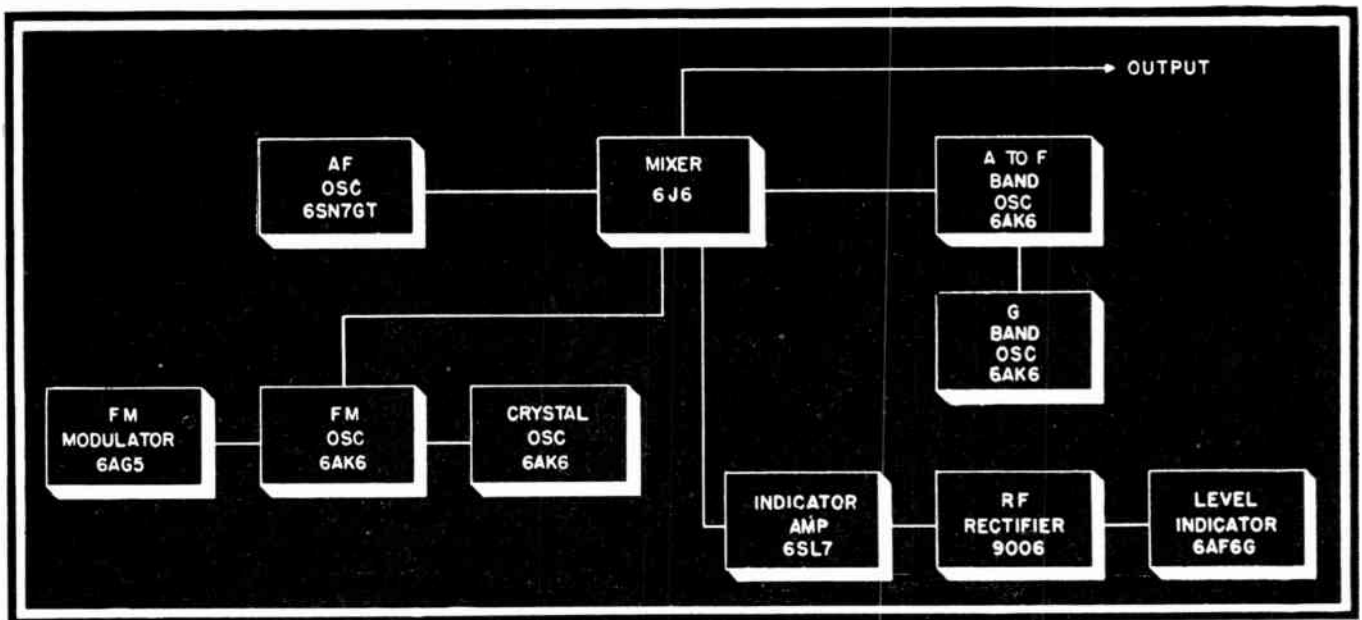 OUTPUT
AF
OSC
6SN7GT
MIXER
6J6
A TO F
BAND
OSC
6AK6
G
BAND
OSC
6AK6
FM
MODULATOR
6AG5
FM
OSC
6AK6
CRYSTAL
OSC
6AK6
INDICATOR
AMP
6SL7
RF
RECTIFIER
9006
LEVEL
INDICATOR
6AF6G